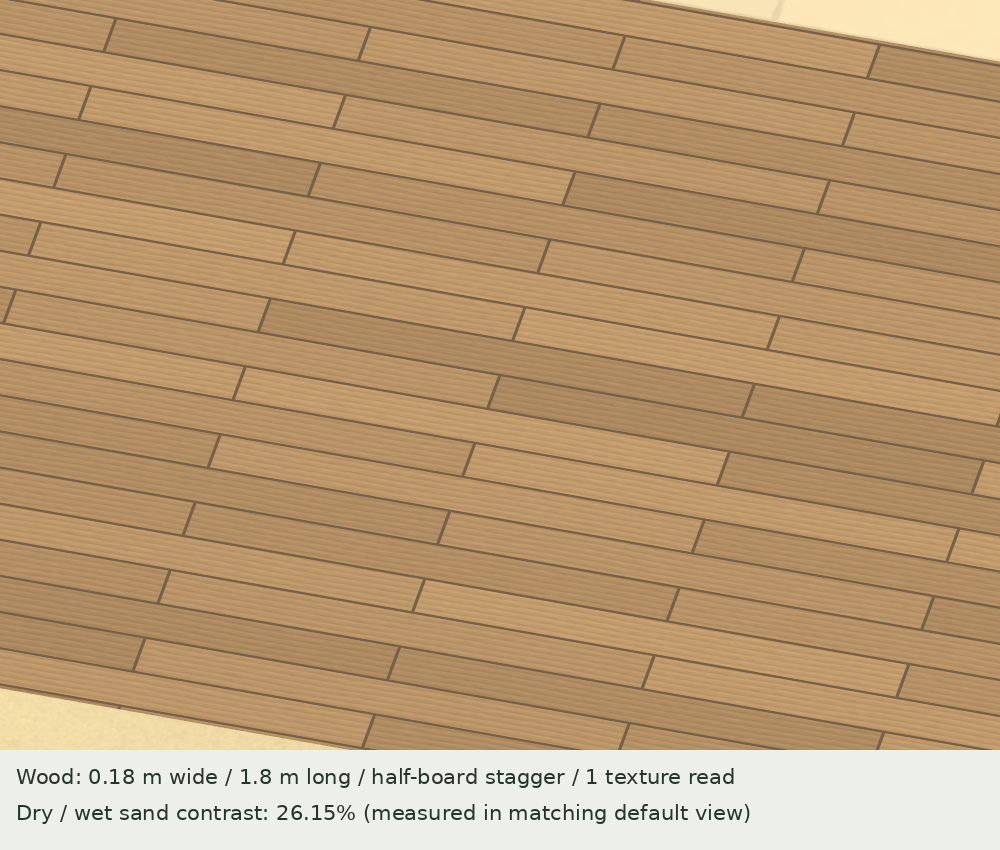 Wood: 0.18 m wide / 1.8 m long / half-board stagger / 1 texture read
Dry / wet sand contrast: 26.15% (measured in matching default view)